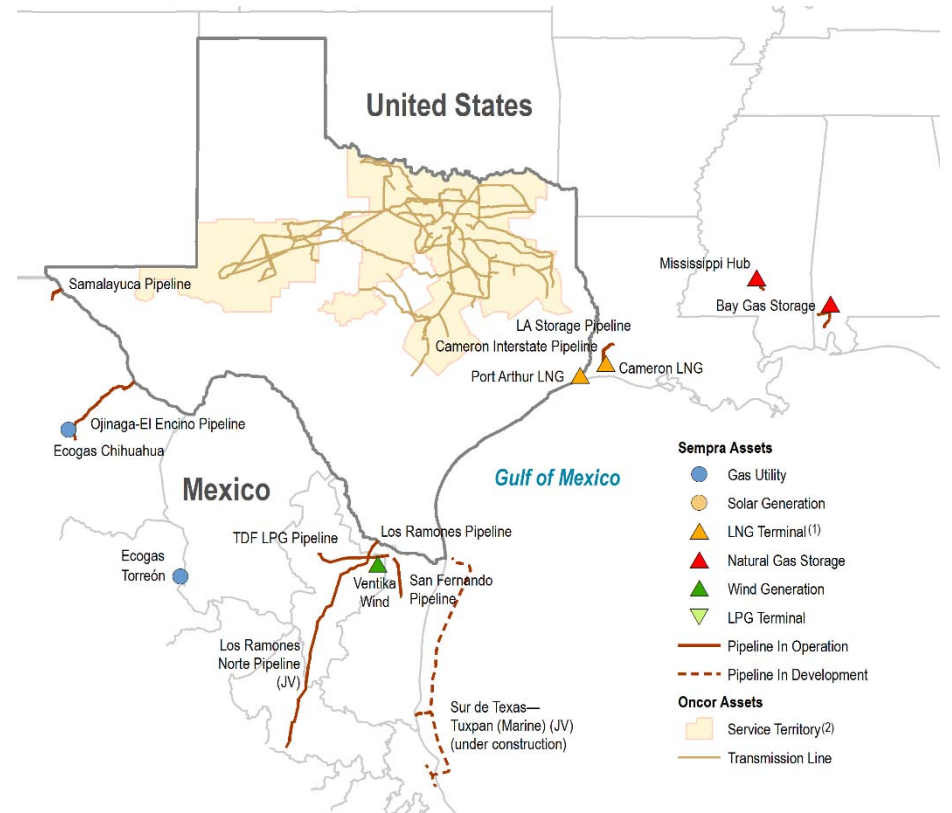 United States
Samalayuca Pipeline
Mississippi Hub
Bay Gas Storage
LA Storage Pipeline
Cameron Interstate Pipeline
Port Arthur LNG
Cameron LNG
Ojinaga-El Encino Pipeline
Ecogas Chihuahua
Mexico
Gulf of Mexico
TDF LPG Pipeline
Los Ramones Pipeline
Ecogas
Torreón
Ventika
Wind
San Fernando
Pipeline
Los Ramones
Norte Pipeline
(JV)
Sur de Texas—
Tuxpan (Marine) (JV)
(under construction)
Sempra Assets
Gas Utility
Solar Generation
LNG Terminal(1)
Natural Gas Storage
Wind Generation
LPG Terminal
Pipeline In Operation
Pipeline In Development
Oncor Assets
Service Territory(2)
Transmission Line